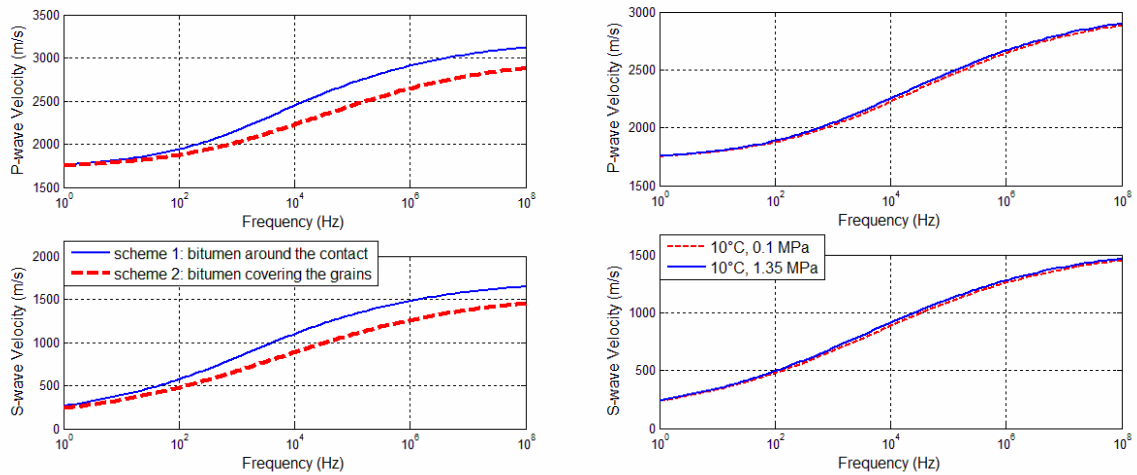 3500
3000
2500
2000
1500
P-wave Velocity (m/s)
10^0 10^2 10^4 10^6 10^8
Frequency (Hz)
scheme 1: bitumen around the contact
scheme 2: bitumen covering the grains
2000
1500
1000
500
0
S-wave Velocity (m/s)
10^0 10^2 10^4 10^6 10^8
Frequency (Hz)
3000
2500
2000
1500
P-wave Velocity (m/s)
10^0 10^2 10^4 10^6 10^8
Frequency (Hz)
10°C, 0.1 MPa
10°C, 1.35 MPa
1500
1000
500
0
S-wave Velocity (m/s)
10^0 10^2 10^4 10^6 10^8
Frequency (Hz)